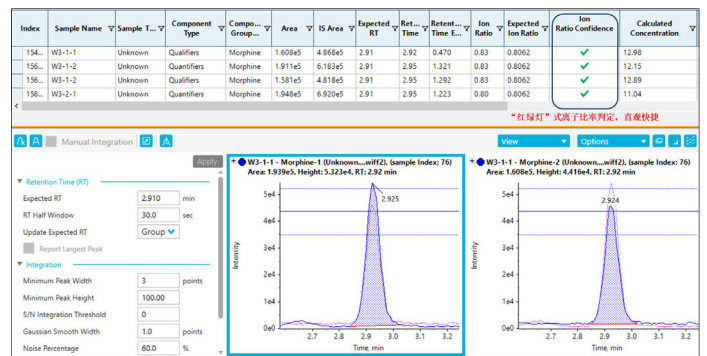 Index Sample Name Sample T... Component Type Compo... Group... Area IS Area Expected RT Ret... Time Retent... Time E... Ion Ratio Expected Ion Ratio Ion Ratio Confidence Calculated Concentration
154... W3-1-1 Unknown Qualifiers Morphine 1.608e5 4.868e5 2.91 2.92 0.470 0.83 0.8062 ✓ 12.98
156... W3-1-2 Unknown Quantifiers Morphine 1.911e5 6.183e5 2.91 2.95 1.321 0.83 0.8062 ✓ 12.15
156... W3-1-2 Unknown Qualifiers Morphine 1.581e5 4.818e5 2.91 2.95 1.292 0.83 0.8062 ✓ 12.89
158... W3-2-1 Unknown Quantifiers Morphine 1.948e5 6.920e5 2.91 2.95 1.223 0.80 0.8062 ✓ 11.04
“红绿灯”式离子比率判定，直观快捷
Manual Integration View Options
Apply
Retention Time (RT)
Expected RT 2.910 min
RT Half Window 30.0 sec
Update Expected RT Group
Report Largest Peak
Integration
Minimum Peak Width 3 points
Minimum Peak Height 100.00
S/N Integration Threshold 0
Gaussian Smooth Width 1.0 points
Noise Percentage 60.0 %
W3-1-1 - Morphine-1 (Unknown....wiff2), (sample Index: 76)
Area: 1.939e5, Height: 5.323e4, RT: 2.92 min
2.925
5e4
4e4
3e4
2e4
1e4
0e0
Intensity
2.7 2.8 2.9 3.0 3.1 3.2
Time, min
W3-1-1 - Morphine-2 (Unknown....wiff2), (sample Index: 76)
Area: 1.608e5, Height: 4.416e4, RT: 2.92 min
2.924
5e4
4e4
3e4
2e4
1e4
0e0
Intensity
2.7 2.8 2.9 3.0 3.1 3.2
Time, min